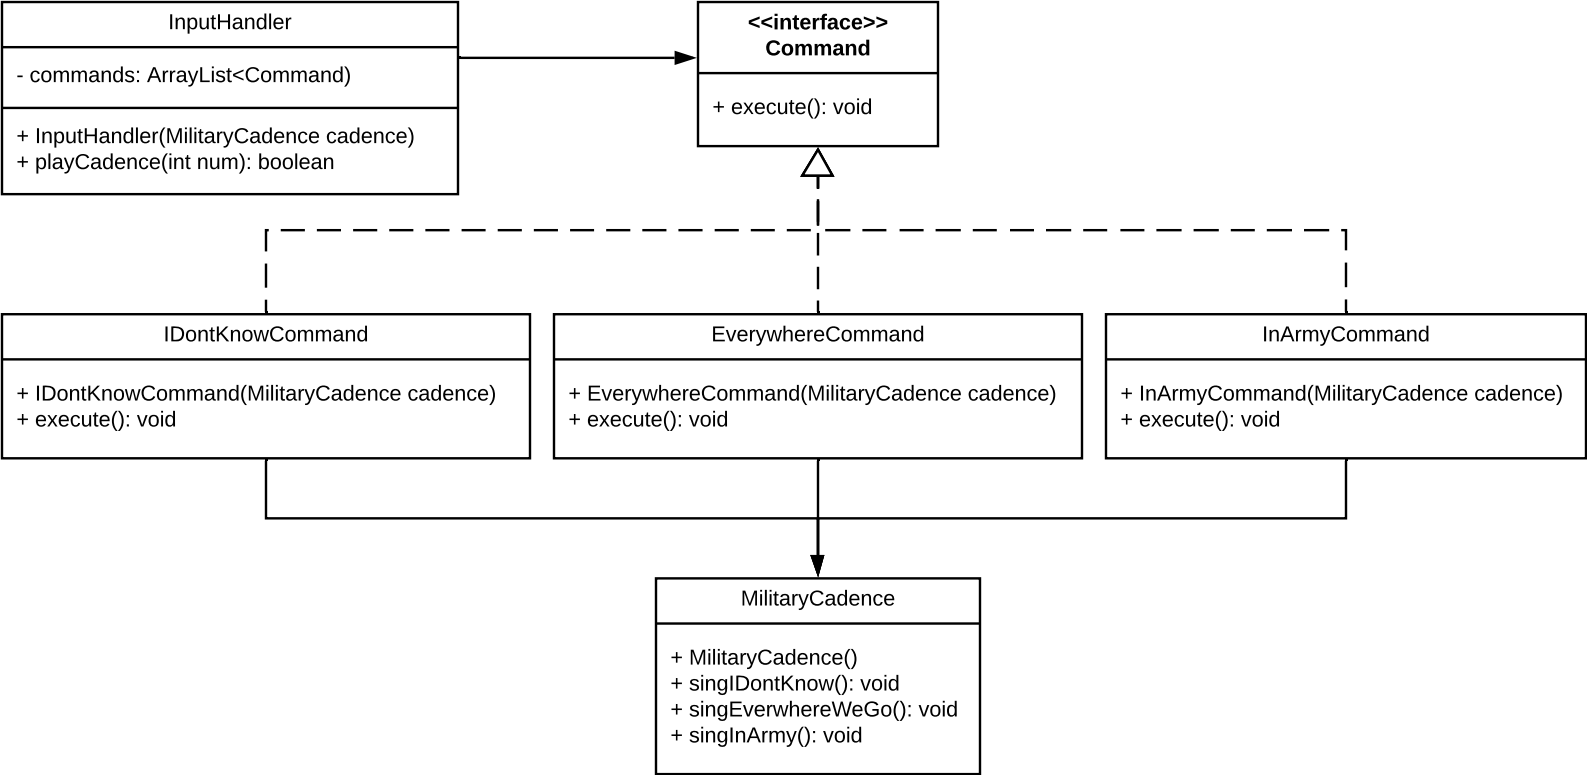 InputHandler
- commands: ArrayList<Command)
+ InputHandler(MilitaryCadence cadence)
+ playCadence(int num): boolean
<<interface>>
Command
+ execute(): void
IDontKnowCommand
+ IDontKnowCommand(MilitaryCadence cadence)
+ execute(): void
EverywhereCommand
+ EverywhereCommand(MilitaryCadence cadence)
+ execute(): void
InArmyCommand
+ InArmyCommand(MilitaryCadence cadence)
+ execute(): void
MilitaryCadence
+ MilitaryCadence()
+ singIDontKnow(): void
+ singEverwhereWeGo(): void
+ singInArmy(): void